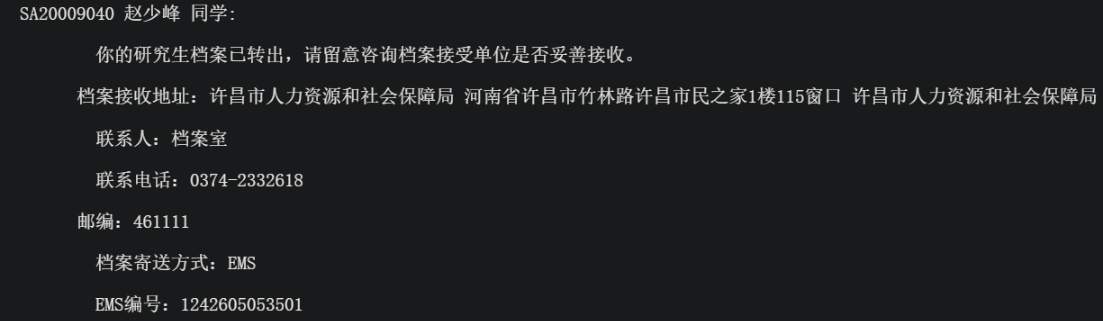 SA20009040 赵少峰 同学:
你的研究生档案已转出，请留意咨询档案接受单位是否妥善接收。
档案接收地址：许昌市人力资源和社会保障局 河南省许昌市竹林路许昌市民之家1楼115窗口 许昌市人力资源和社会保障局
联系人：档案室
联系电话：0374-2332618
邮编：461111
档案寄送方式：EMS
EMS编号：1242605053501